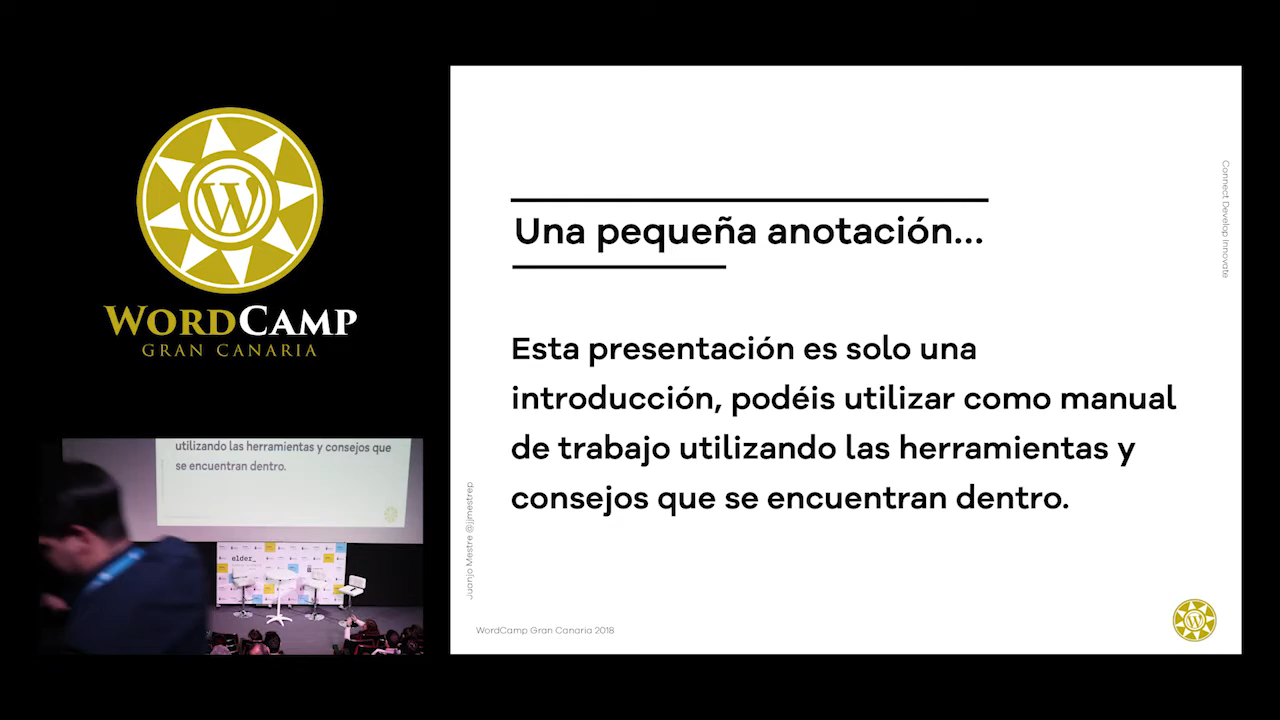 WORDCAMP
GRAN CANARIA
Una pequeña anotación...
Esta presentación es solo una
introducción, podéis utilizar como manual
de trabajo utilizando las herramientas y
consejos que se encuentran dentro.
Connect Develop Innovate
Juanjo Mestre @jjmestrep
WordCamp Gran Canaria 2018
utilizando las herramientas y consejos que
se encuentran dentro.
elder_